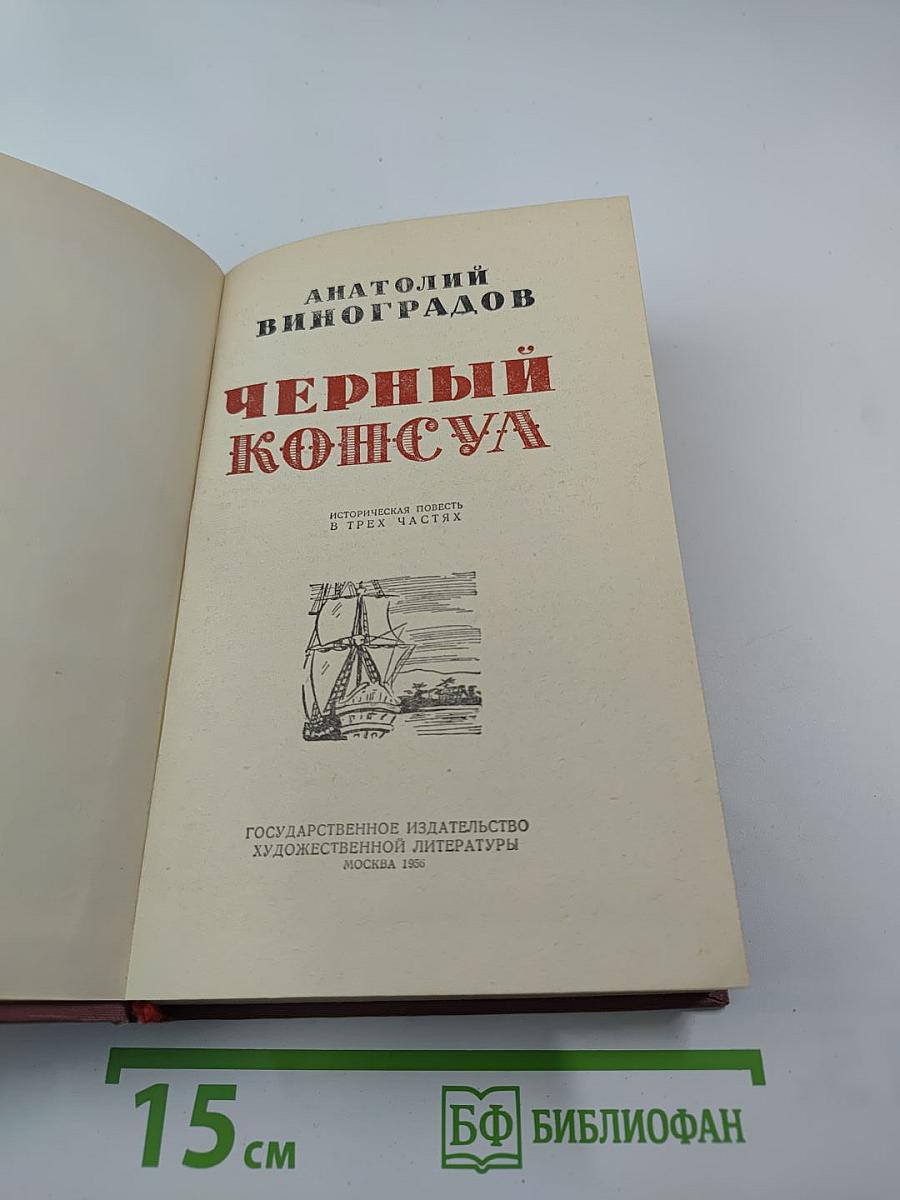 АНАТОЛИЙ
ВИНОГРАДОВ
ЧЕРНЫЙ
КОНСУЛ
ИСТОРИЧЕСКАЯ ПОВЕСТЬ
В ТРЕХ ЧАСТЯХ
ГОСУДАРСТВЕННОЕ ИЗДАТЕЛЬСТВО
ХУДОЖЕСТВЕННОЙ ЛИТЕРАТУРЫ
МОСКВА 1956
15 см
БФ БИБЛИОФАН